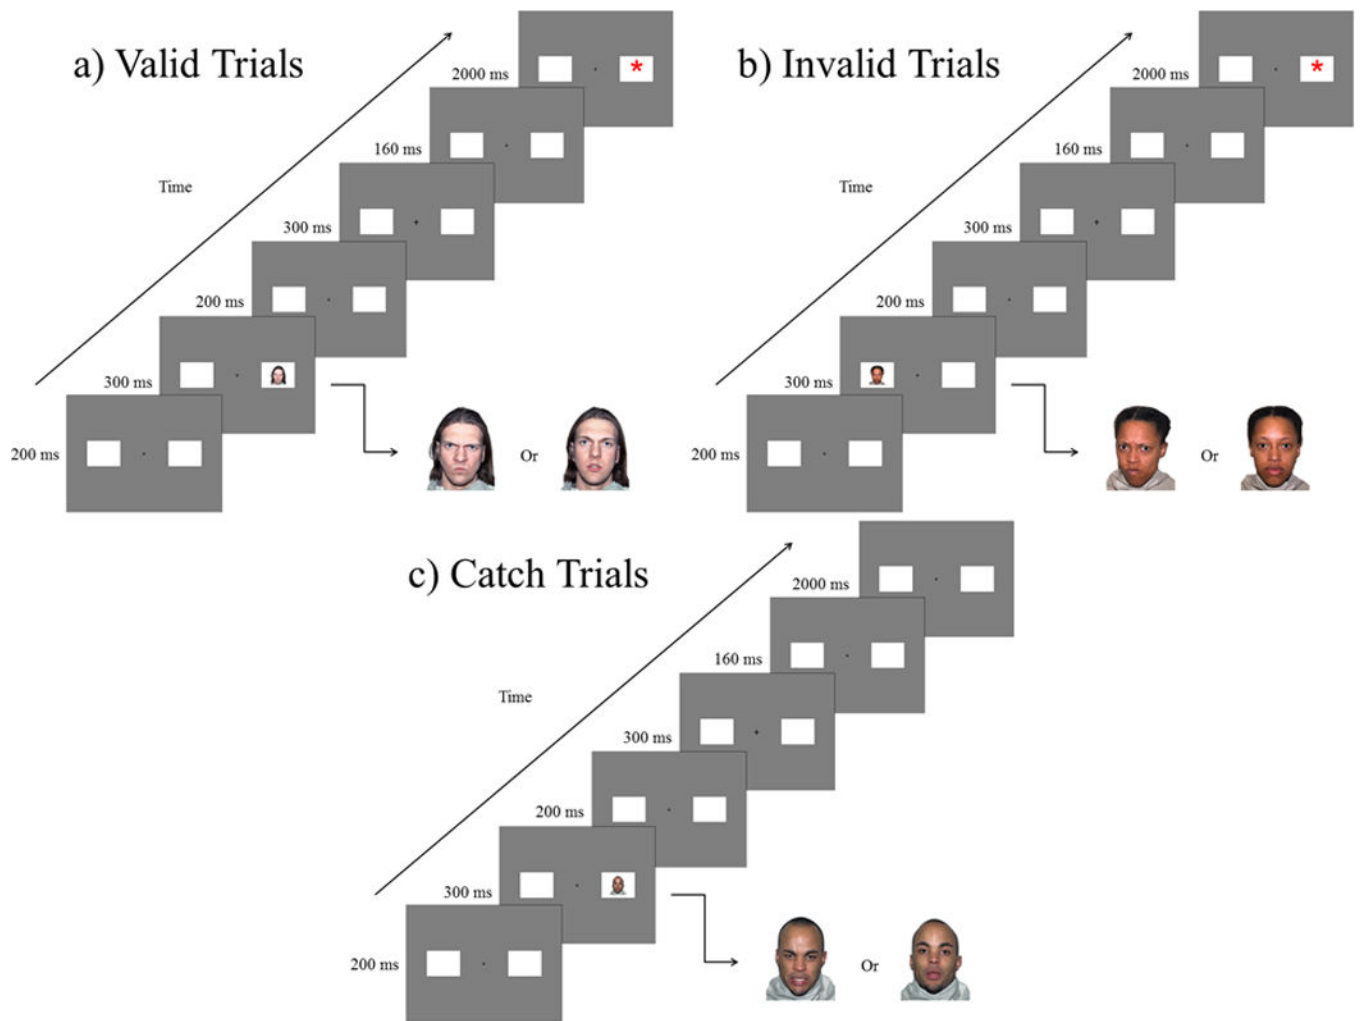 a) Valid Trials
2000 ms
*
160 ms
Time
300 ms
200 ms
300 ms
200 ms
Or
b) Invalid Trials
2000 ms
*
160 ms
Time
300 ms
200 ms
300 ms
200 ms
Or
c) Catch Trials
2000 ms
160 ms
Time
300 ms
200 ms
300 ms
200 ms
Or